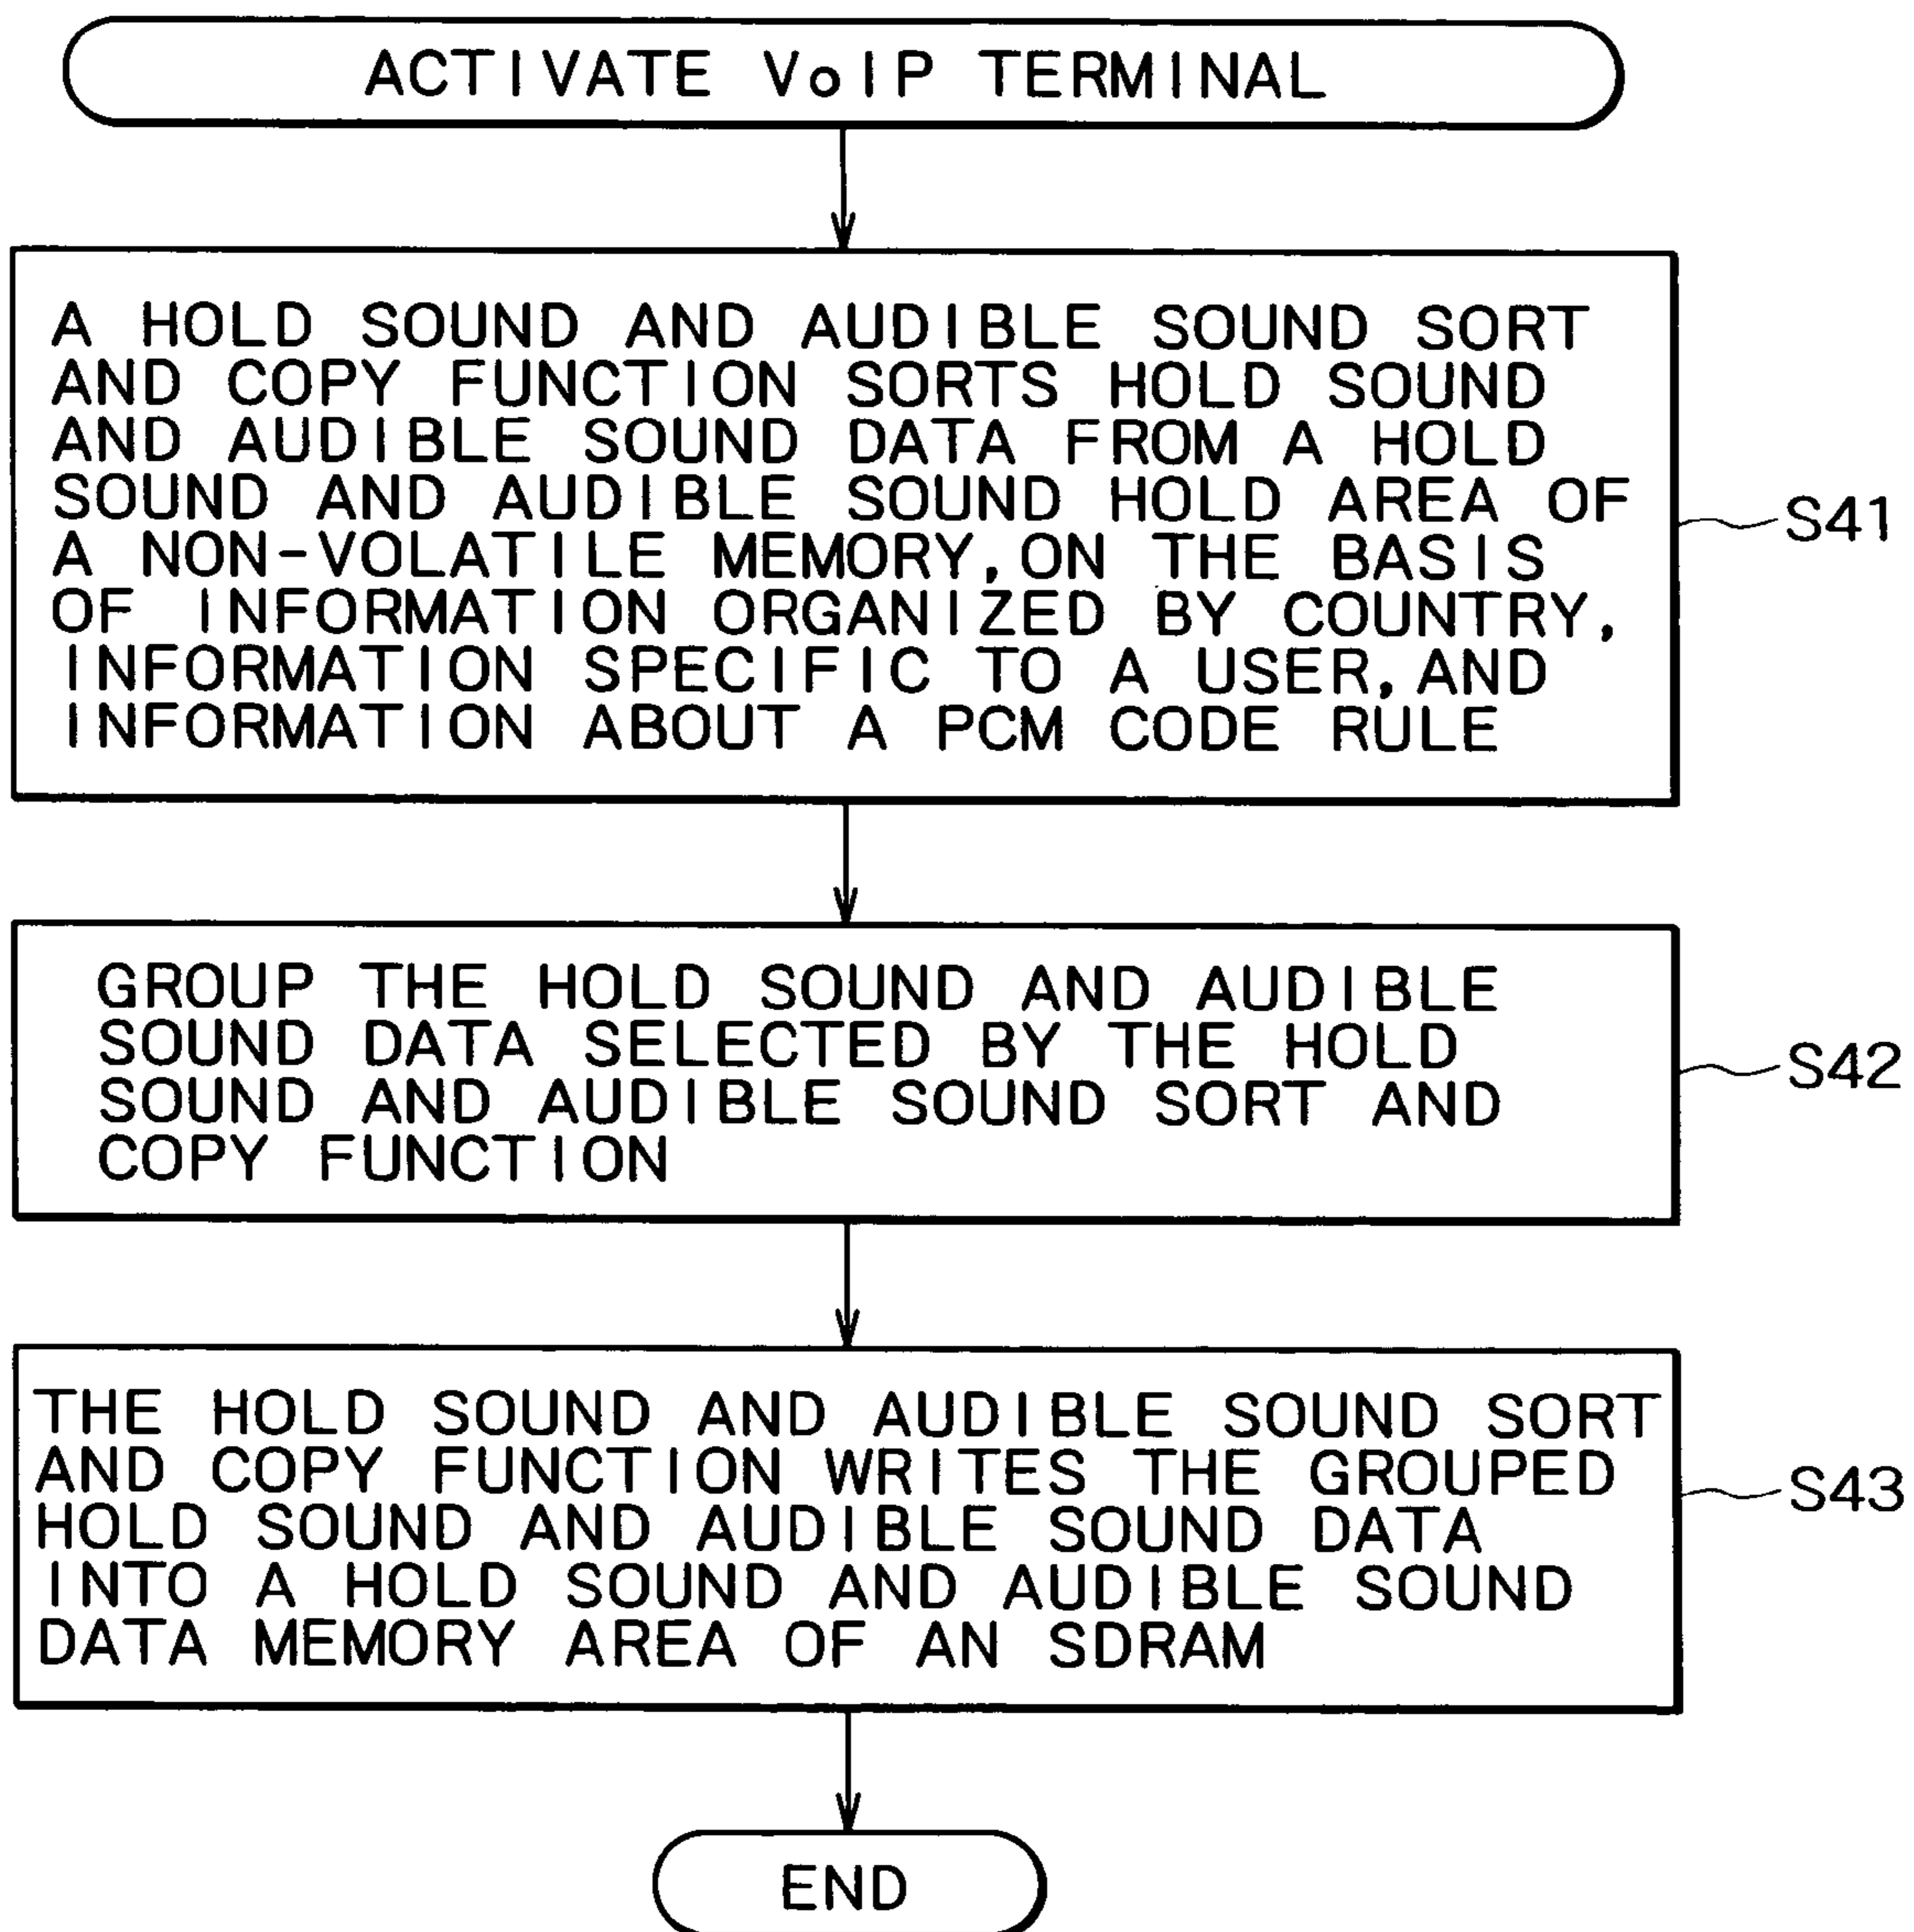 ACTIVATE VoIP TERMINAL
A HOLD SOUND AND AUDIBLE SOUND SORT
AND COPY FUNCTION SORTS HOLD SOUND
AND AUDIBLE SOUND DATA FROM A HOLD
SOUND AND AUDIBLE SOUND HOLD AREA OF
A NON-VOLATILE MEMORY, ON THE BASIS
OF INFORMATION ORGANIZED BY COUNTRY,
INFORMATION SPECIFIC TO A USER, AND
INFORMATION ABOUT A PCM CODE RULE
S41
GROUP THE HOLD SOUND AND AUDIBLE
SOUND DATA SELECTED BY THE HOLD
SOUND AND AUDIBLE SOUND SORT AND
COPY FUNCTION
S42
THE HOLD SOUND AND AUDIBLE SOUND SORT
AND COPY FUNCTION WRITES THE GROUPED
HOLD SOUND AND AUDIBLE SOUND DATA
INTO A HOLD SOUND AND AUDIBLE SOUND
DATA MEMORY AREA OF AN SDRAM
S43
END